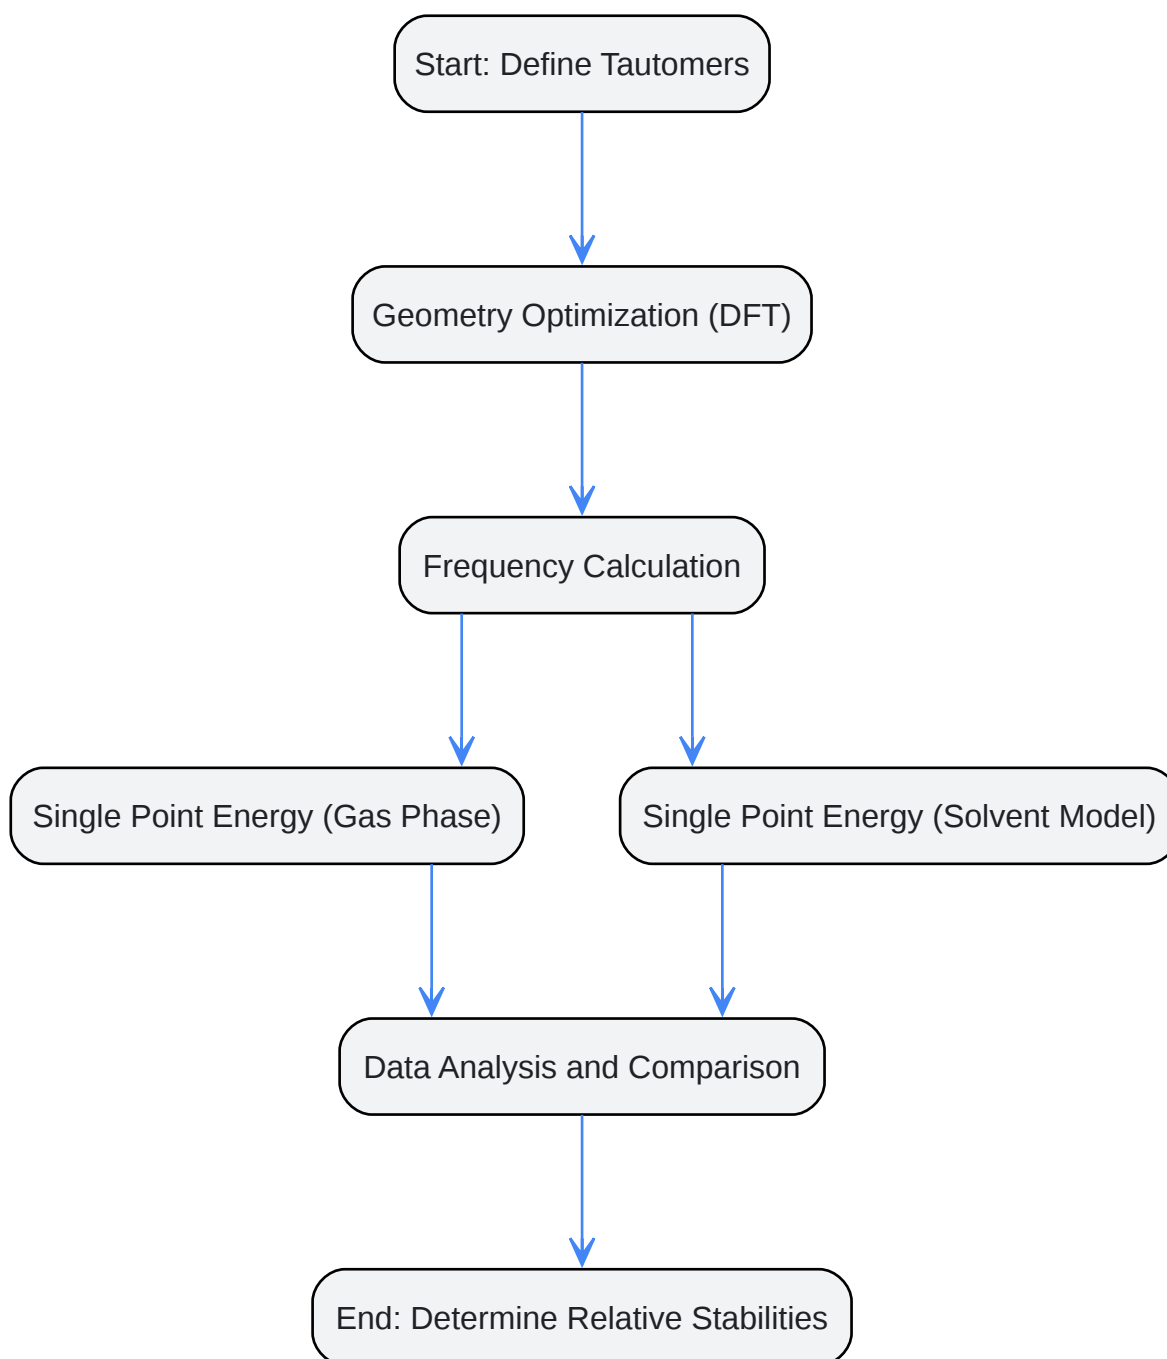 Start: Define Tautomers
Geometry Optimization (DFT)
Frequency Calculation
Single Point Energy (Gas Phase)
Single Point Energy (Solvent Model)
Data Analysis and Comparison
End: Determine Relative Stabilities